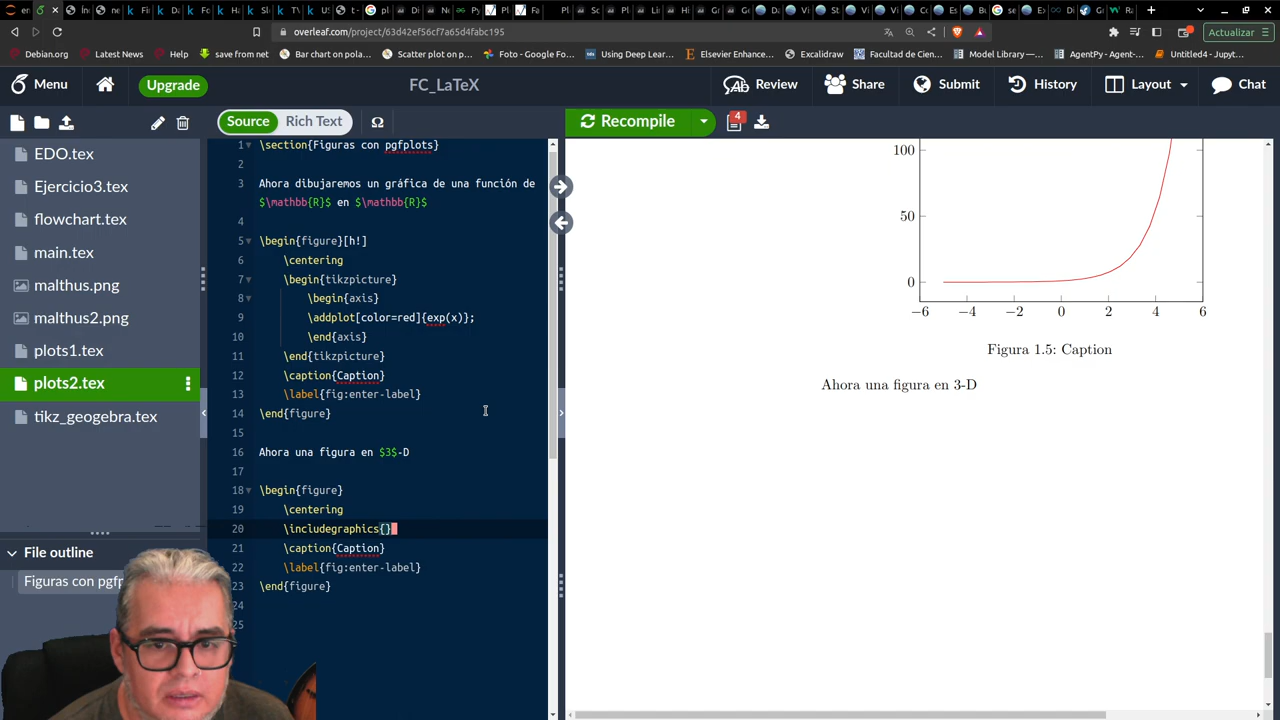 overleaf.com/project/63d42ef56cf7a65d4fabc195
Actualizar
Debian.org
Latest News
Help
save from net
Bar chart on polar...
Scatter plot on p...
Foto - Google Fo...
Using Deep Lear...
Elsevier Enhance...
Excalidraw
Facultad de Cien...
Model Library —...
AgentPy - Agent-...
Untitled4 - Jupyt...
Menu
Upgrade
FC_LaTeX
Review
Share
Submit
History
Layout
Chat
Source
Rich Text
Ω
Recompile
4
EDO.tex
Ejercicio3.tex
flowchart.tex
main.tex
malthus.png
malthus2.png
plots1.tex
plots2.tex
tikz_geogebra.tex
File outline
Figuras con pgfp
1 \section{Figuras con pgfplots}
2
3 Ahora dibujaremos un gráfica de una función de
$\mathbb{R}$ en $\mathbb{R}$
4
5 \begin{figure}[h!]
6 \centering
7 \begin{tikzpicture}
8 \begin{axis}
9 \addplot[color=red]{exp(x)};
10 \end{axis}
11 \end{tikzpicture}
12 \caption{Caption}
13 \label{fig:enter-label}
14 \end{figure}
15
16 Ahora una figura en $3$-D
17
18 \begin{figure}
19 \centering
20 \includegraphics{}
21 \caption{Caption}
22 \label{fig:enter-label}
23 \end{figure}
24
25
100
50
0
−6 −4 −2 0 2 4 6
Figura 1.5: Caption
Ahora una figura en 3-D